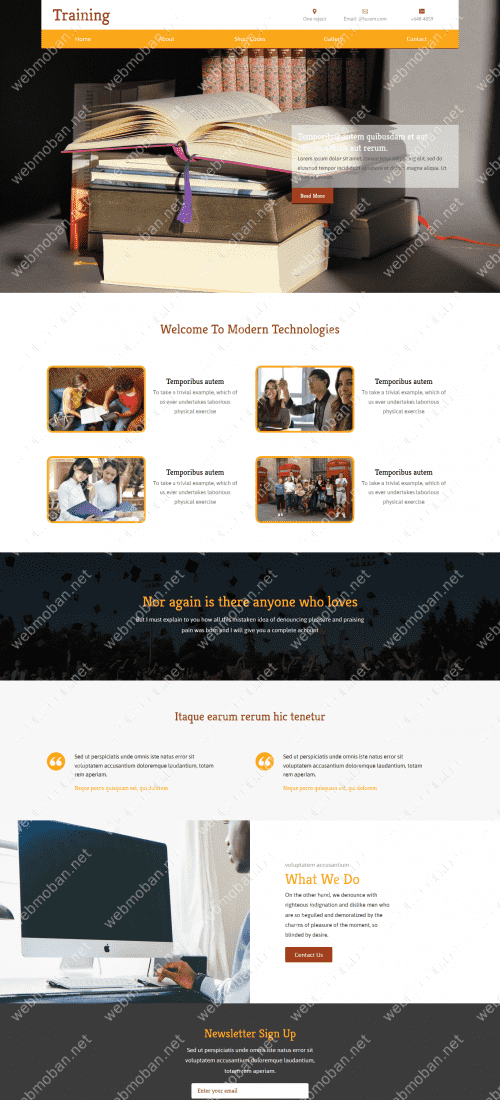 Training
One reject
Email
+648 4859
Home
About
Short Codes
Gallery
Contact
Temporibus autem quibusdam et aut
aut rerum.
Lorem ipsum dolor sit amet,
adipiscing elit, sed do
eiusmod tempor incididunt
dolore magna aliqua. Ut
Read More
Welcome To Modern Technologies
Temporibus autem
To take a trivial example, which of
us ever undertakes laborious
physical exercise
Temporibus autem
To take a trivial example, which of
us ever undertakes laborious
physical exercise
Temporibus autem
To take a trivial example, which of
us ever undertakes laborious
physical exercise
Temporibus autem
To take a trivial example, which of
us ever undertakes laborious
physical exercise
Nor again is there anyone who loves
But I must explain to you how all this mistaken idea of denouncing pleasure and praising
pain was born and I will give you a complete account
Itaque earum rerum hic tenetur
Sed ut perspiciatis unde omnis iste natus error sit
voluptatem accusantium doloremque laudantium, totam
rem aperiam.
Neque porro quisquam est, qui dolorem
Sed ut perspiciatis unde omnis iste natus error sit
voluptatem accusantium doloremque laudantium, totam
rem aperiam.
Neque porro quisquam est, qui dolorem
voluptatem accusantium
What We Do
On the other hand, we denounce with
righteous indignation and dislike men who
are so beguiled and demoralized by the
charms of pleasure of the moment, so
blinded by desire.
Contact Us
Newsletter Sign Up
Sed ut perspiciatis unde omnis iste natus error sit
voluptatem accusantium doloremque laudantium,
totam rem aperiam.
Enter your email
webmoban.net